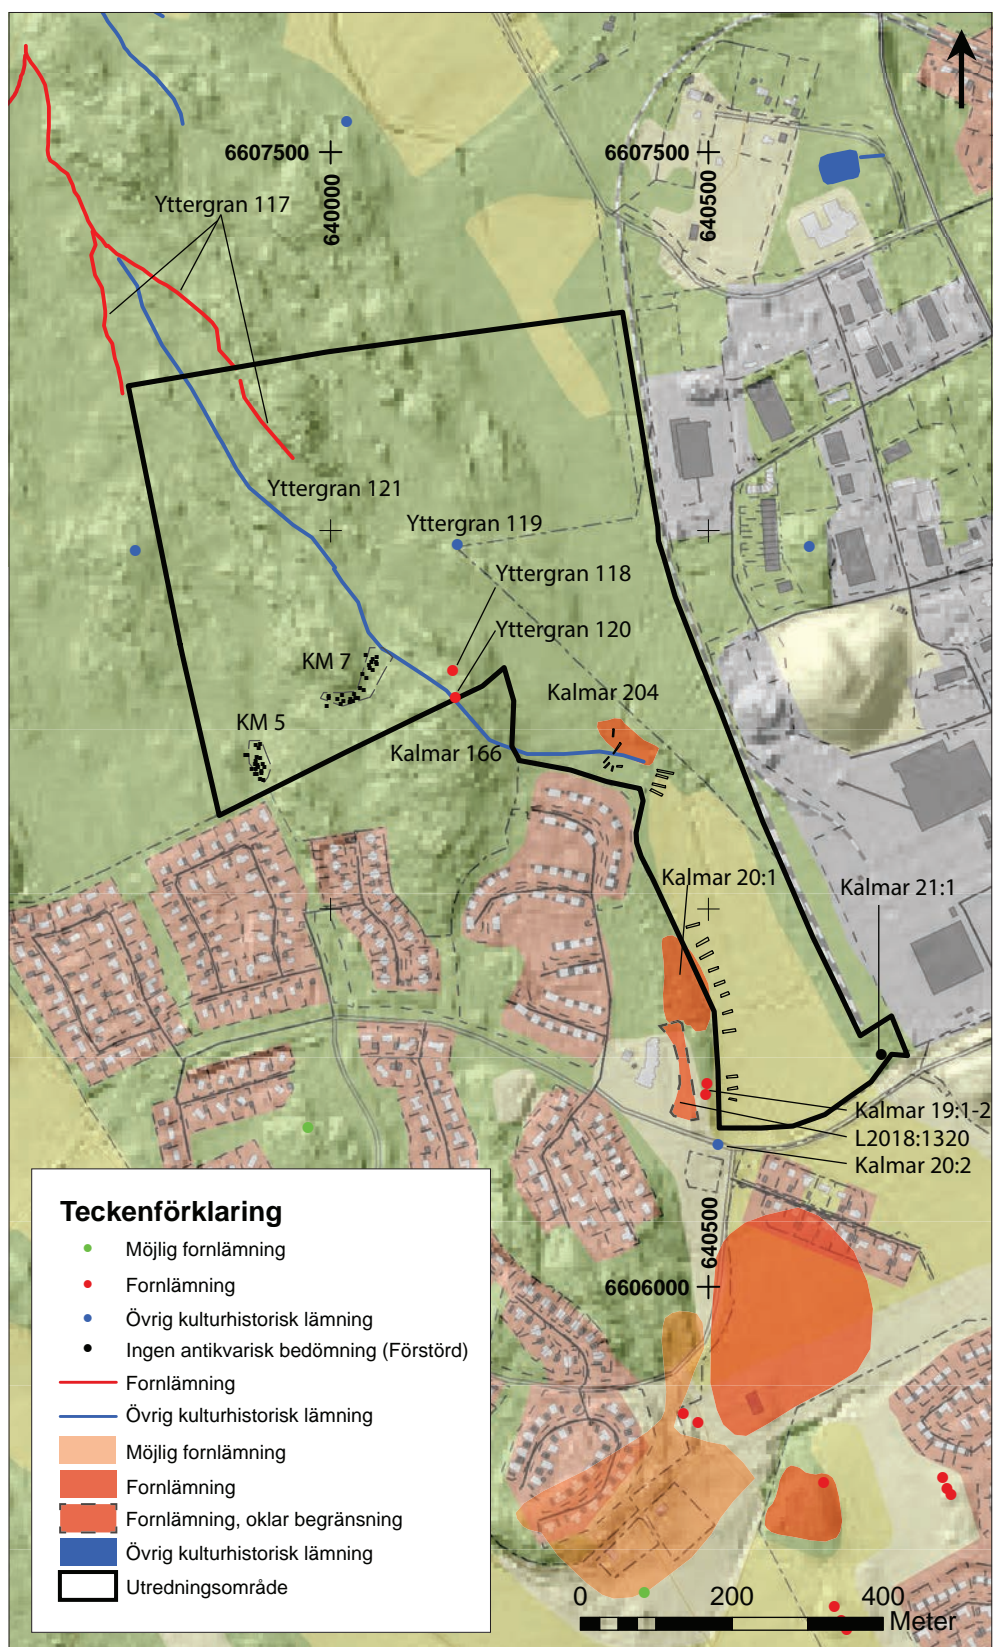 6607500
6607500
640000
640500
Yttergran 117
Yttergran 121
Yttergran 119
Yttergran 118
Yttergran 120
KM 7
Kalmar 204
KM 5
Kalmar 166
Kalmar 20:1
Kalmar 21:1
Kalmar 19:1-2
L2018:1320
Kalmar 20:2
640500
6606000
Teckenförklaring
Möjlig fornlämning
Fornlämning
Övrig kulturhistorisk lämning
Ingen antikvarisk bedömning (Förstörd)
Fornlämning
Övrig kulturhistorisk lämning
Möjlig fornlämning
Fornlämning
Fornlämning, oklar begränsning
Övrig kulturhistorisk lämning
Utredningsområde
0 200 400
Meter